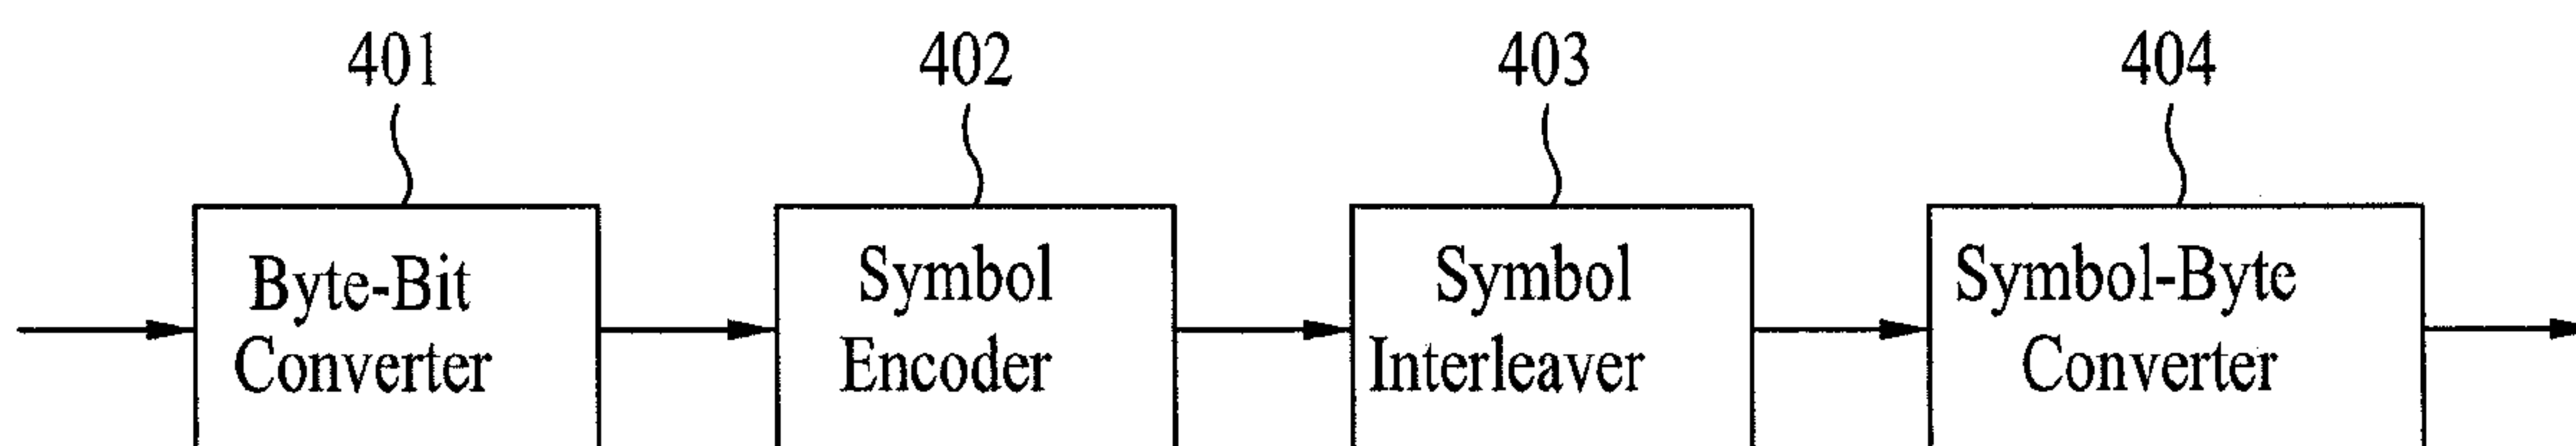 401
402
403
404
Byte-Bit
Converter
Symbol
Encoder
Symbol
Interleaver
Symbol-Byte
Converter